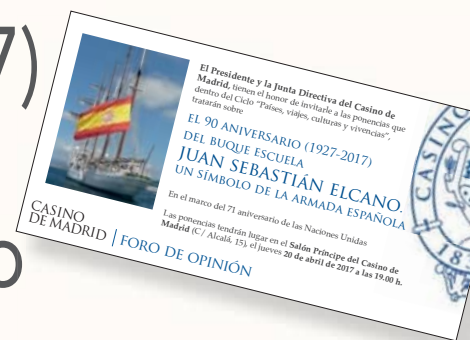 7)
o
El Presidente y la Junta Directiva del Casino de
Madrid, tienen el honor de invitarle a las ponencias que
dentro del Ciclo "Países, viajes, culturas y vivencias",
tratarán sobre
EL 90 ANIVERSARIO (1927-2017)
DEL BUQUE ESCUELA
JUAN SEBASTIÁN ELCANO.
UN SÍMBOLO DE LA ARMADA ESPAÑOLA
En el marco del 71 aniversario de las Naciones Unidas
Las ponencias tendrán lugar en el Salón Príncipe del Casino de
Madrid (C/ Alcalá, 15), el jueves 20 de abril de 2017 a las 19.00 h.
CASINO
DE MADRID | FORO DE OPINIÓN
CASINO
18